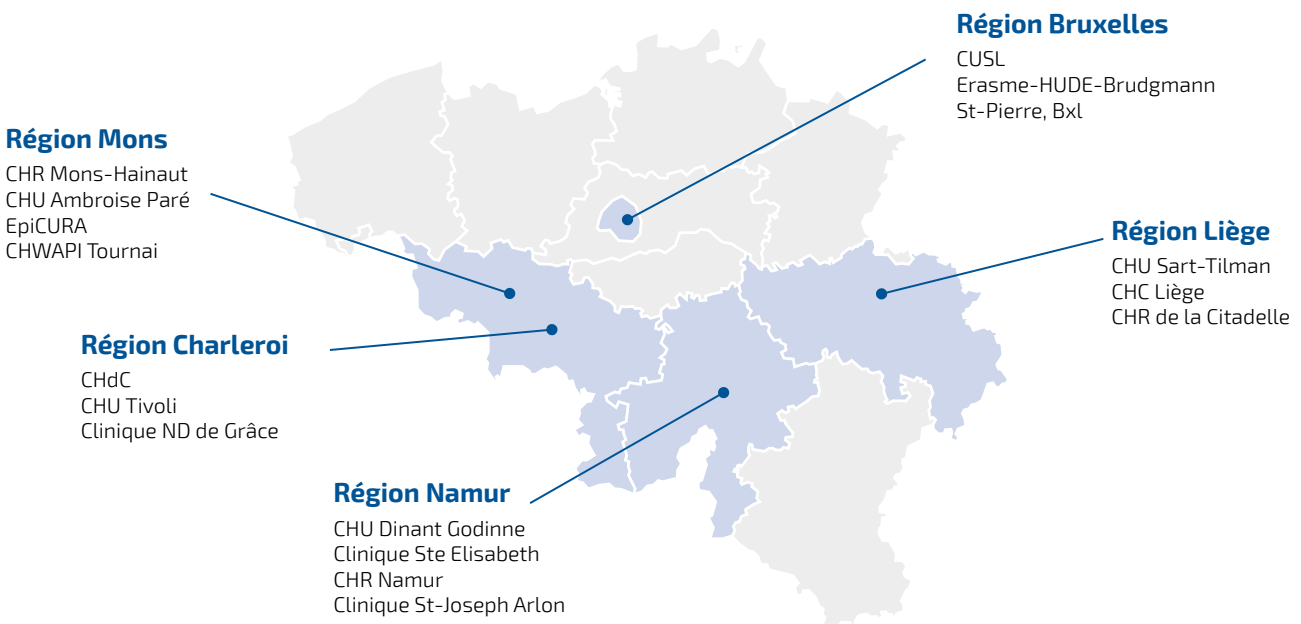 Région Bruxelles
CUSL
Erasme-HUDE-Brudgmann
St-Pierre, Bxl
Région Mons
CHR Mons-Hainaut
CHU Ambroise Paré
EpiCURA
CHWAPI Tournai
Région Liège
CHU Sart-Tilman
CHC Liège
CHR de la Citadelle
Région Charleroi
CHdC
CHU Tivoli
Clinique ND de Grâce
Région Namur
CHU Dinant Godinne
Clinique Ste Elisabeth
CHR Namur
Clinique St-Joseph Arlon